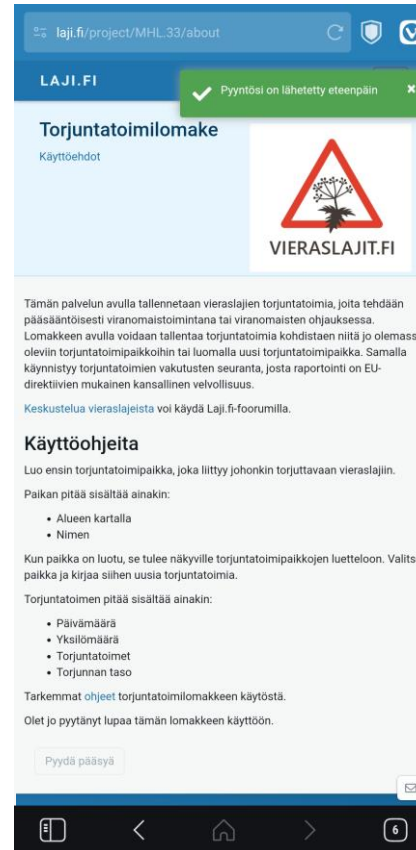 laji.fi/project/MHL.33/about
LAJI.FI
Pyyntösi on lähetetty eteenpäin
×
Torjuntatoimilomake
Käyttöehdot
VIERASLAJIT.FI
Tämän palvelun avulla tallennetaan vieraslajien torjuntatoimia, joita tehdään
pääsääntöisesti viranomaistoimintana tai viranomaisten ohjauksessa.
Lomakkeen avulla voidaan tallentaa torjuntatoimia kohdistaen niitä jo olemass
oleviin torjuntatoimipaikkoihin tai luomalla uusi torjuntatoimipaikka. Samalla
käynnistyy torjuntatoimien vakutusten seuranta, josta raportointi on EU-
direktiivien mukainen kansallinen velvollisuus.
Keskustelua vieraslajeista voi käydä Laji.fi-foorumilla.
Käyttöohjeita
Luo ensin torjuntatoimipaikka, joka liittyy johonkin torjuttavaan vieraslajiin.
Paikan pitää sisältää ainakin:
• Alueen kartalla
• Nimen
Kun paikka on luotu, se tulee näkyville torjuntatoimipaikkojen luetteloon. Valits
paikka ja kirjaa siihen uusia torjuntatoimia.
Torjuntatoimen pitää sisältää ainakin:
• Päivämäärä
• Yksilömäärä
• Torjuntatoimet
• Torjunnan taso
Tarkemmat ohjeet torjuntatoimilomakkeen käytöstä.
Olet jo pyytänyt lupaa tämän lomakkeen käyttöön.
Pyydä pääsyä
6